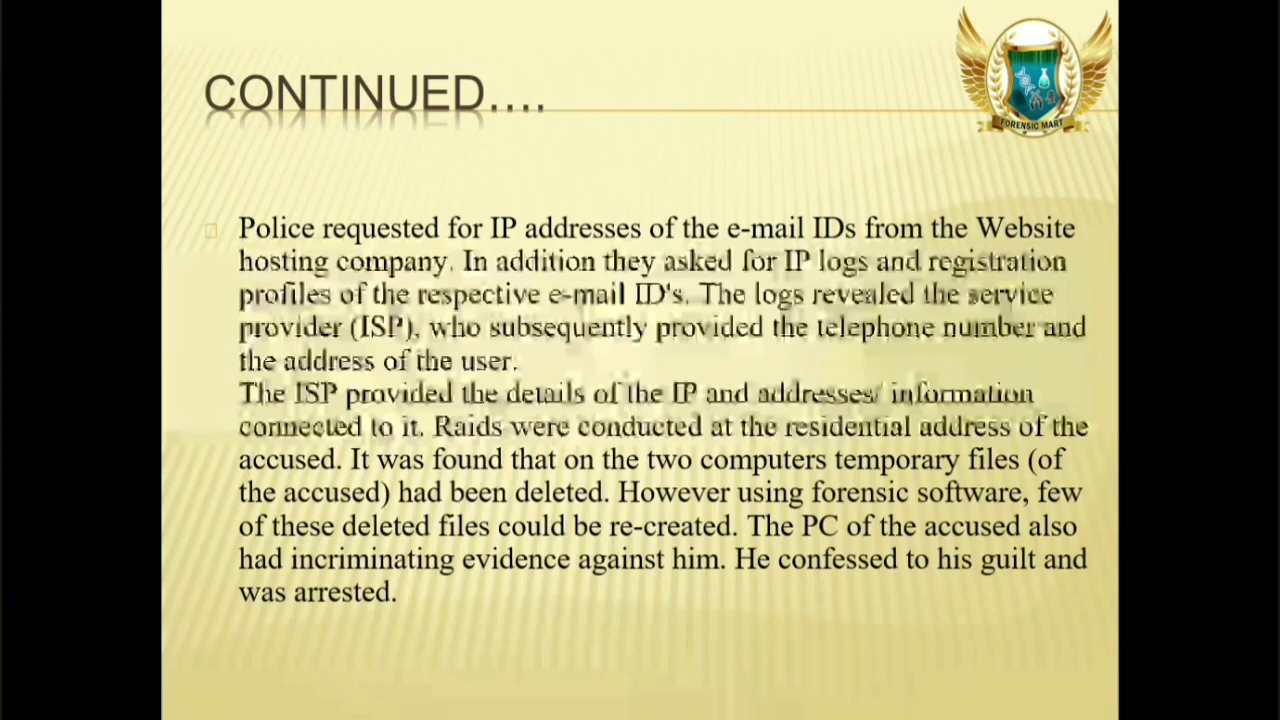 CONTINUED....
FORENSIC MART
Police requested for IP addresses of the e-mail IDs from the Website
hosting company. In addition they asked for IP logs and registration
profiles of the respective e-mail ID's. The logs revealed the service
provider (ISP), who subsequently provided the telephone number and
the address of the user.
The ISP provided the details of the IP and addresses/ information
connected to it. Raids were conducted at the residential address of the
accused. It was found that on the two computers temporary files (of
the accused) had been deleted. However using forensic software, few
of these deleted files could be re-created. The PC of the accused also
had incriminating evidence against him. He confessed to his guilt and
was arrested.